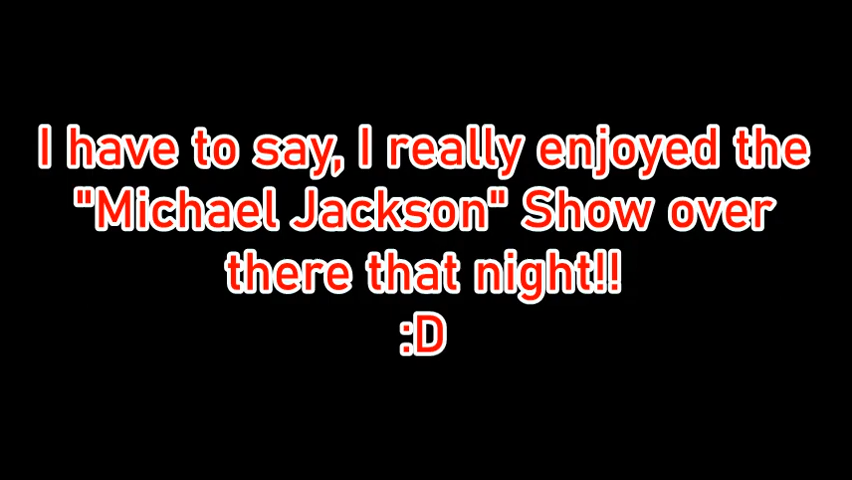 I have to say, I really enjoyed the
"Michael Jackson" Show over
there that night!!
:D